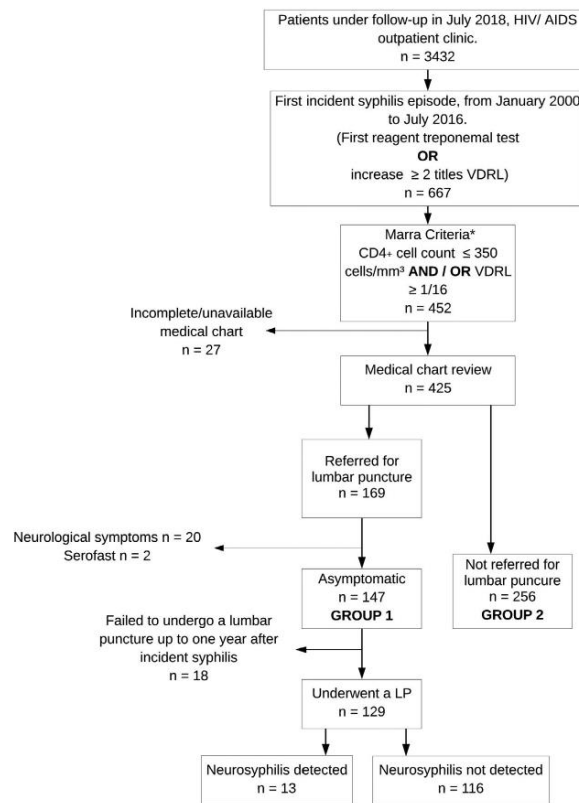 Patients under follow-up in July 2018, HIV/ AIDS
outpatient clinic.
n = 3432
First incident syphilis episode, from January 2000
to July 2016.
(First reagent treponemal test
OR
increase ≥ 2 titles VDRL)
n = 667
Marra Criteria*
CD4+ cell count ≤ 350
cells/mm³ AND / OR VDRL
≥ 1/16
n = 452
Incomplete/unavailable
medical chart
n = 27
Medical chart review
n = 425
Referred for
lumbar puncture
n = 169
Neurological symptoms n = 20
Serofast n = 2
Asymptomatic
n = 147
GROUP 1
Not referred for
lumbar puncure
n = 256
GROUP 2
Failed to undergo a lumbar
puncture up to one year after
incident syphilis
n = 18
Underwent a LP
n = 129
Neurosyphilis detected
n = 13
Neurosyphilis not detected
n = 116